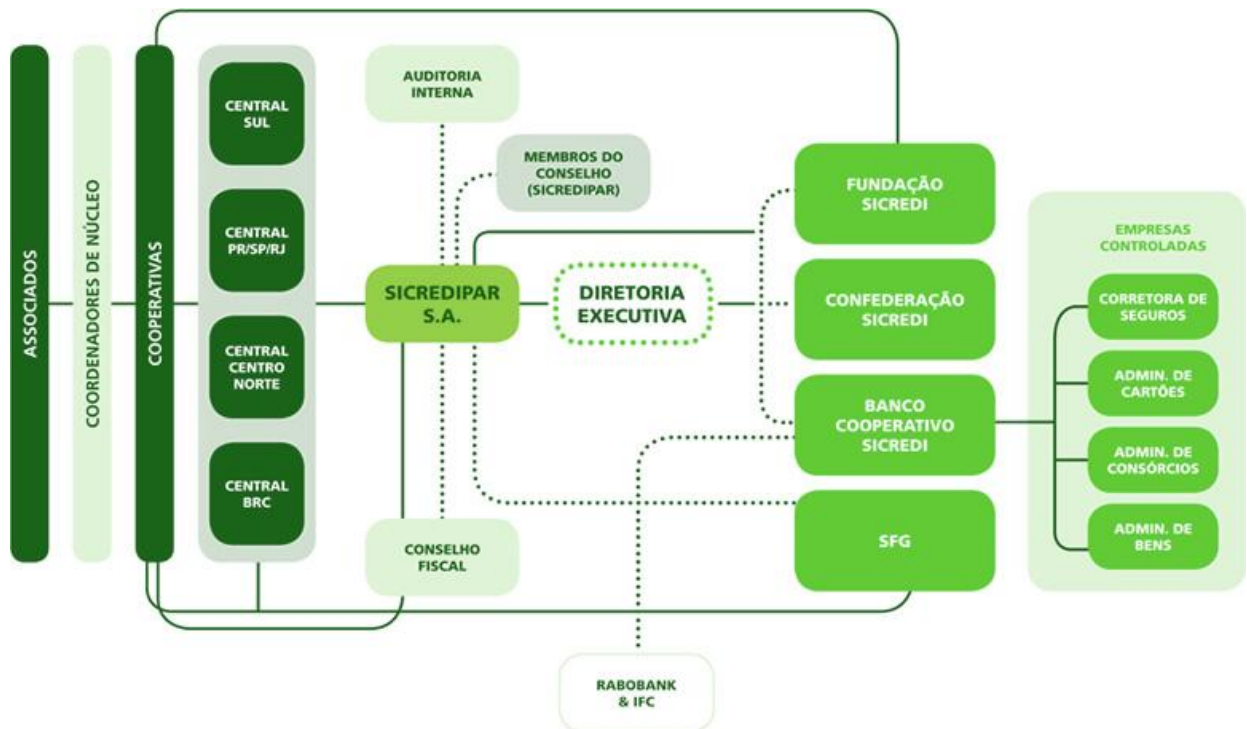 ASSOCIADOS
COORDENADORES DE NÚCLEO
COOPERATIVAS
CENTRAL
SUL
CENTRAL
PR/SP/RJ
CENTRAL
CENTRO
NORTE
CENTRAL
BRC
AUDITORIA
INTERNA
MEMBROS DO
CONSELHO
(SICREDIPAR)
SICREDIPAR
S.A.
DIRETORIA
EXECUTIVA
CONSELHO
FISCAL
FUNDAÇÃO
SICREDI
CONFEDERAÇÃO
SICREDI
BANCO
COOPERATIVO
SICREDI
SFG
RABOBANK
& IFC
EMPRESAS
CONTROLADAS
CORRETORA DE
SEGUROS
ADMIN. DE
CARTÕES
ADMIN. DE
CONSÓRCIOS
ADMIN. DE
BENS